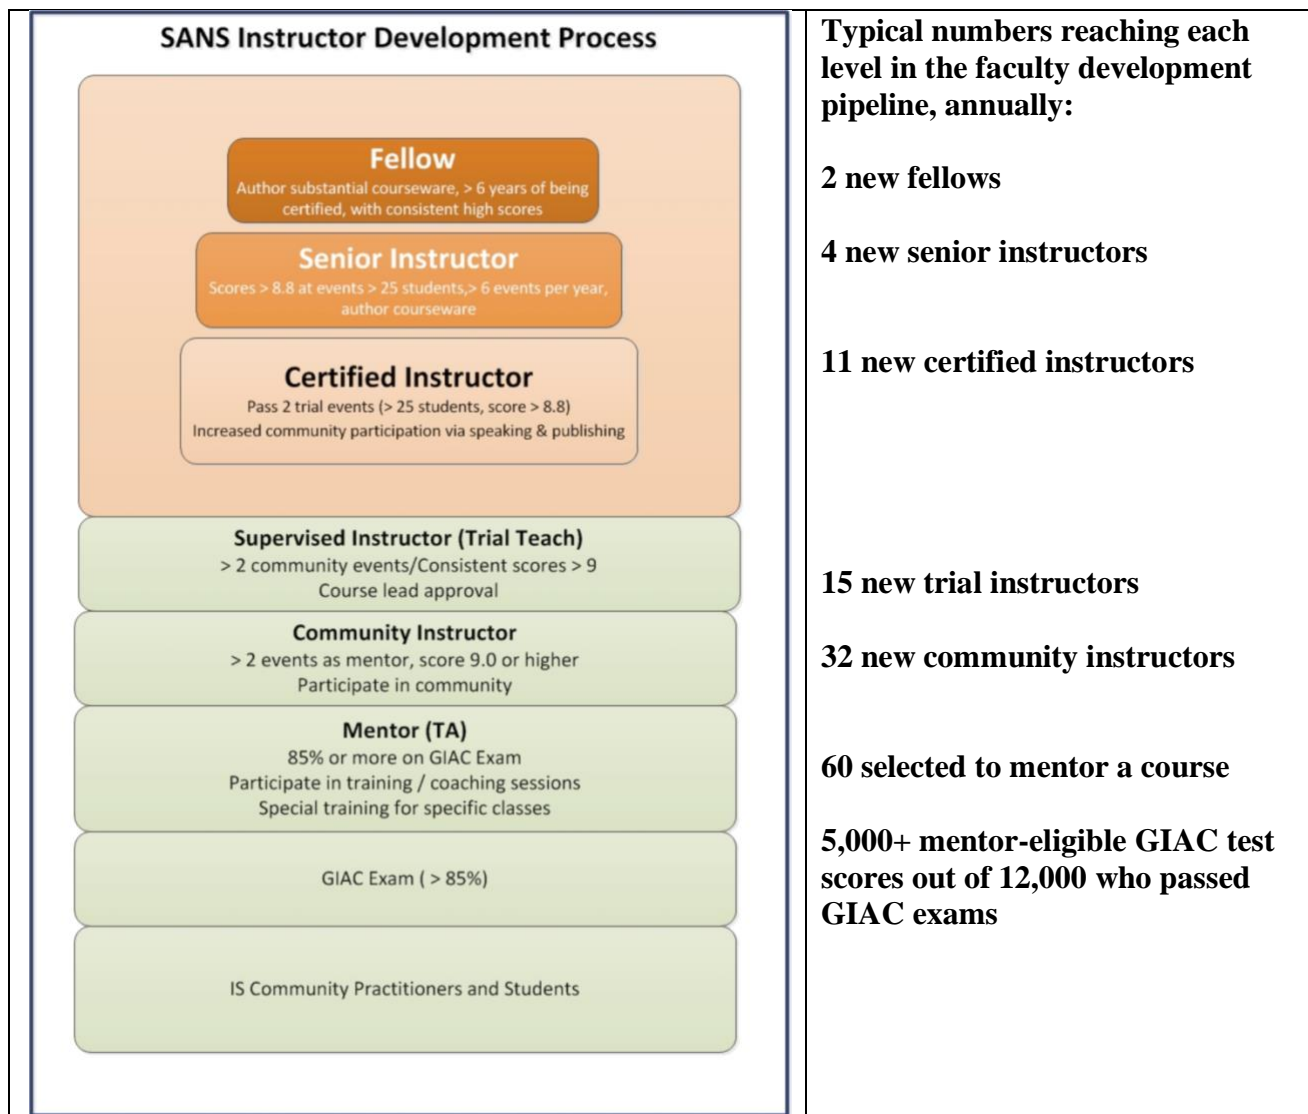 SANS Instructor Development Process
Fellow
Author substantial courseware, > 6 years of being
certified, with consistent high scores
Senior Instructor
Scores > 8.8 at events > 25 students,> 6 events per year,
author courseware
Certified Instructor
Pass 2 trial events (> 25 students, score > 8.8)
Increased community participation via speaking & publishing
Supervised Instructor (Trial Teach)
> 2 community events/Consistent scores > 9
Course lead approval
Community Instructor
> 2 events as mentor, score 9.0 or higher
Participate in community
Mentor (TA)
85% or more on GIAC Exam
Participate in training / coaching sessions
Special training for specific classes
GIAC Exam ( > 85%)
IS Community Practitioners and Students
Typical numbers reaching each
level in the faculty development
pipeline, annually:
2 new fellows
4 new senior instructors
11 new certified instructors
15 new trial instructors
32 new community instructors
60 selected to mentor a course
5,000+ mentor-eligible GIAC test
scores out of 12,000 who passed
GIAC exams